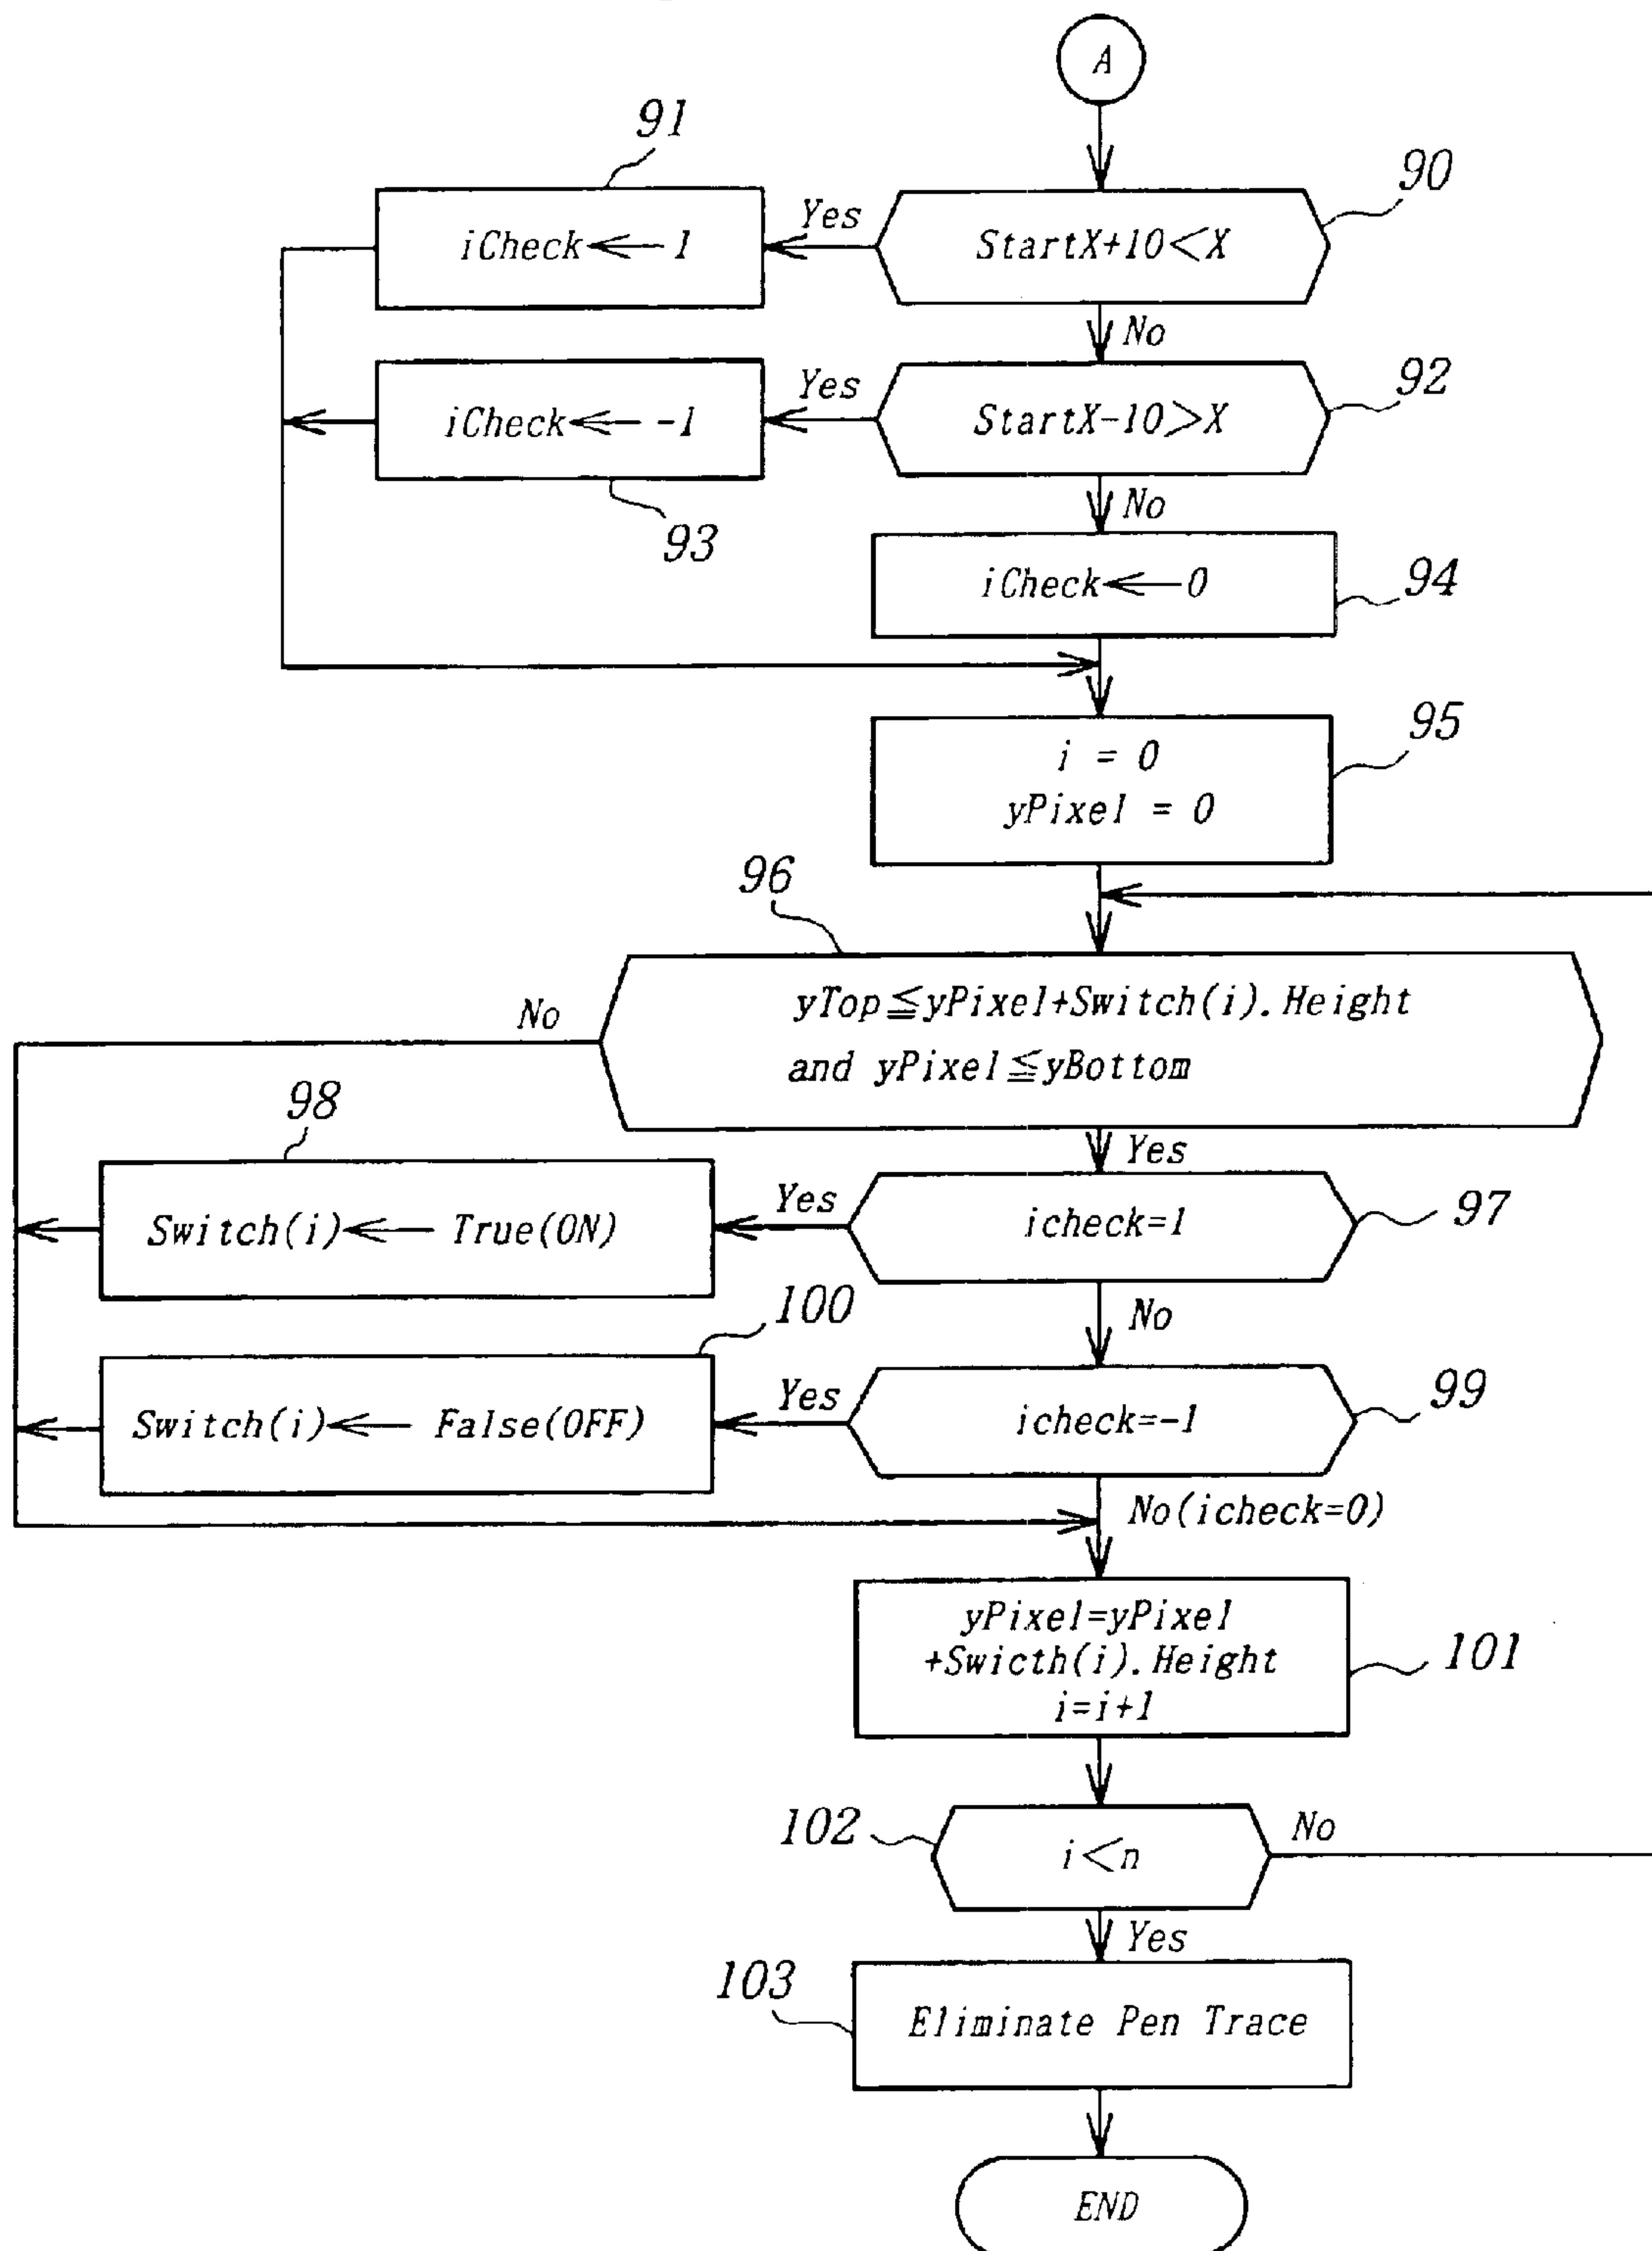 A
91
90
iCheck←1
Yes
StartX+10<X
No
92
iCheck←-1
Yes
StartX-10>X
93
No
iCheck←0
94
95
i = 0
yPixel = 0
96
yTop≦yPixel+Switch(i).Height
and yPixel≦yBottom
No
98
Yes
Switch(i)← True(ON)
Yes
icheck=1
97
100
No
Switch(i)← False(OFF)
Yes
icheck=-1
99
No(icheck=0)
yPixel=yPixel
+Swicth(i).Height
i=i+1
101
102
i<n
No
Yes
103
Eliminate Pen Trace
END